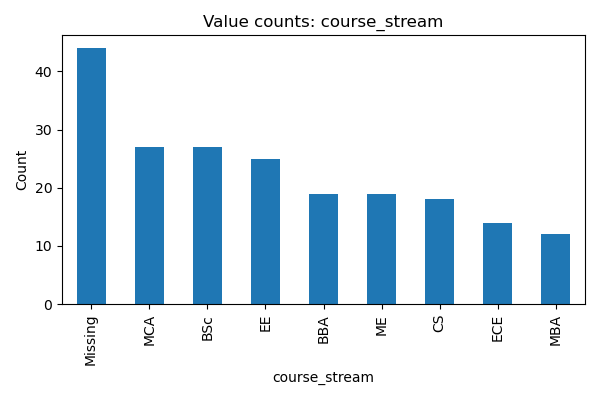 Value counts: course_stream
Count
40
30
20
10
0
Missing
MCA
BSc
EE
BBA
ME
CS
ECE
MBA
course_stream